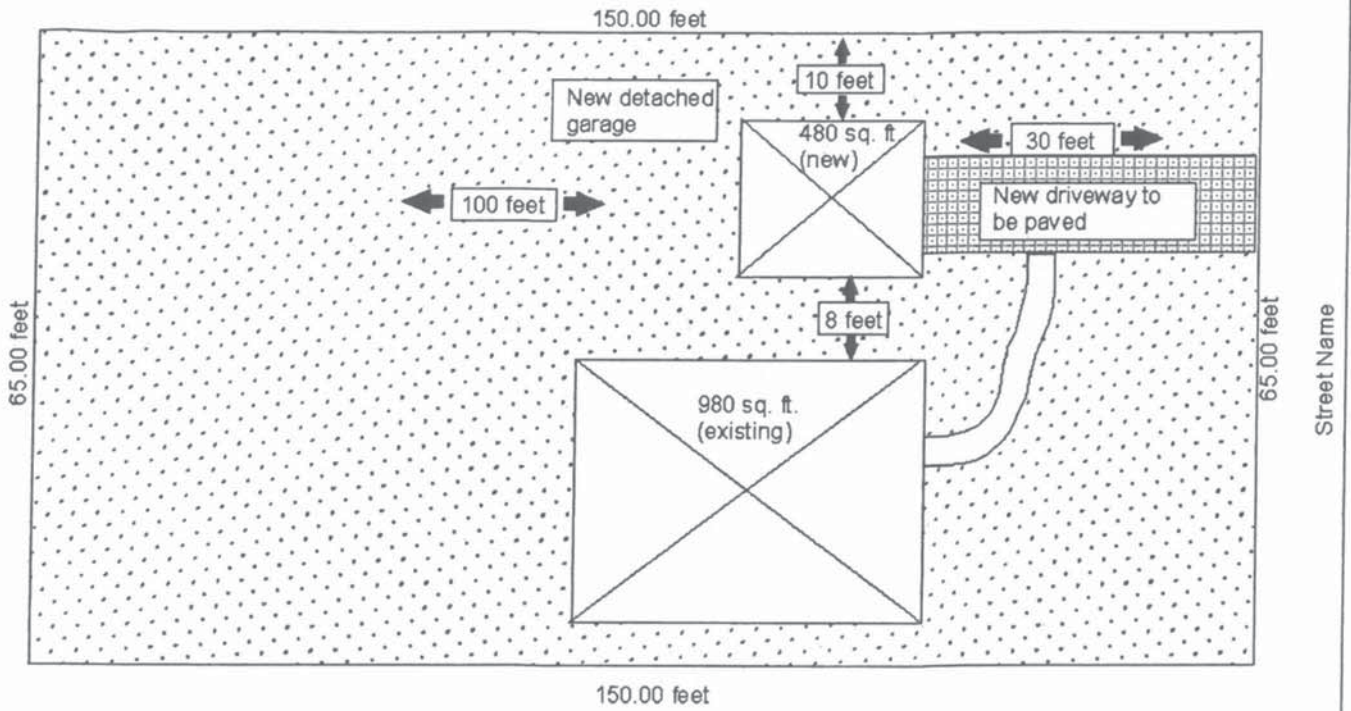 150.00 feet
10 feet
New detached
garage
480 sq. ft
(new)
30 feet
100 feet
New driveway to
be paved
8 feet
65.00 feet
65.00 feet
Street Name
980 sq. ft.
(existing)
150.00 feet